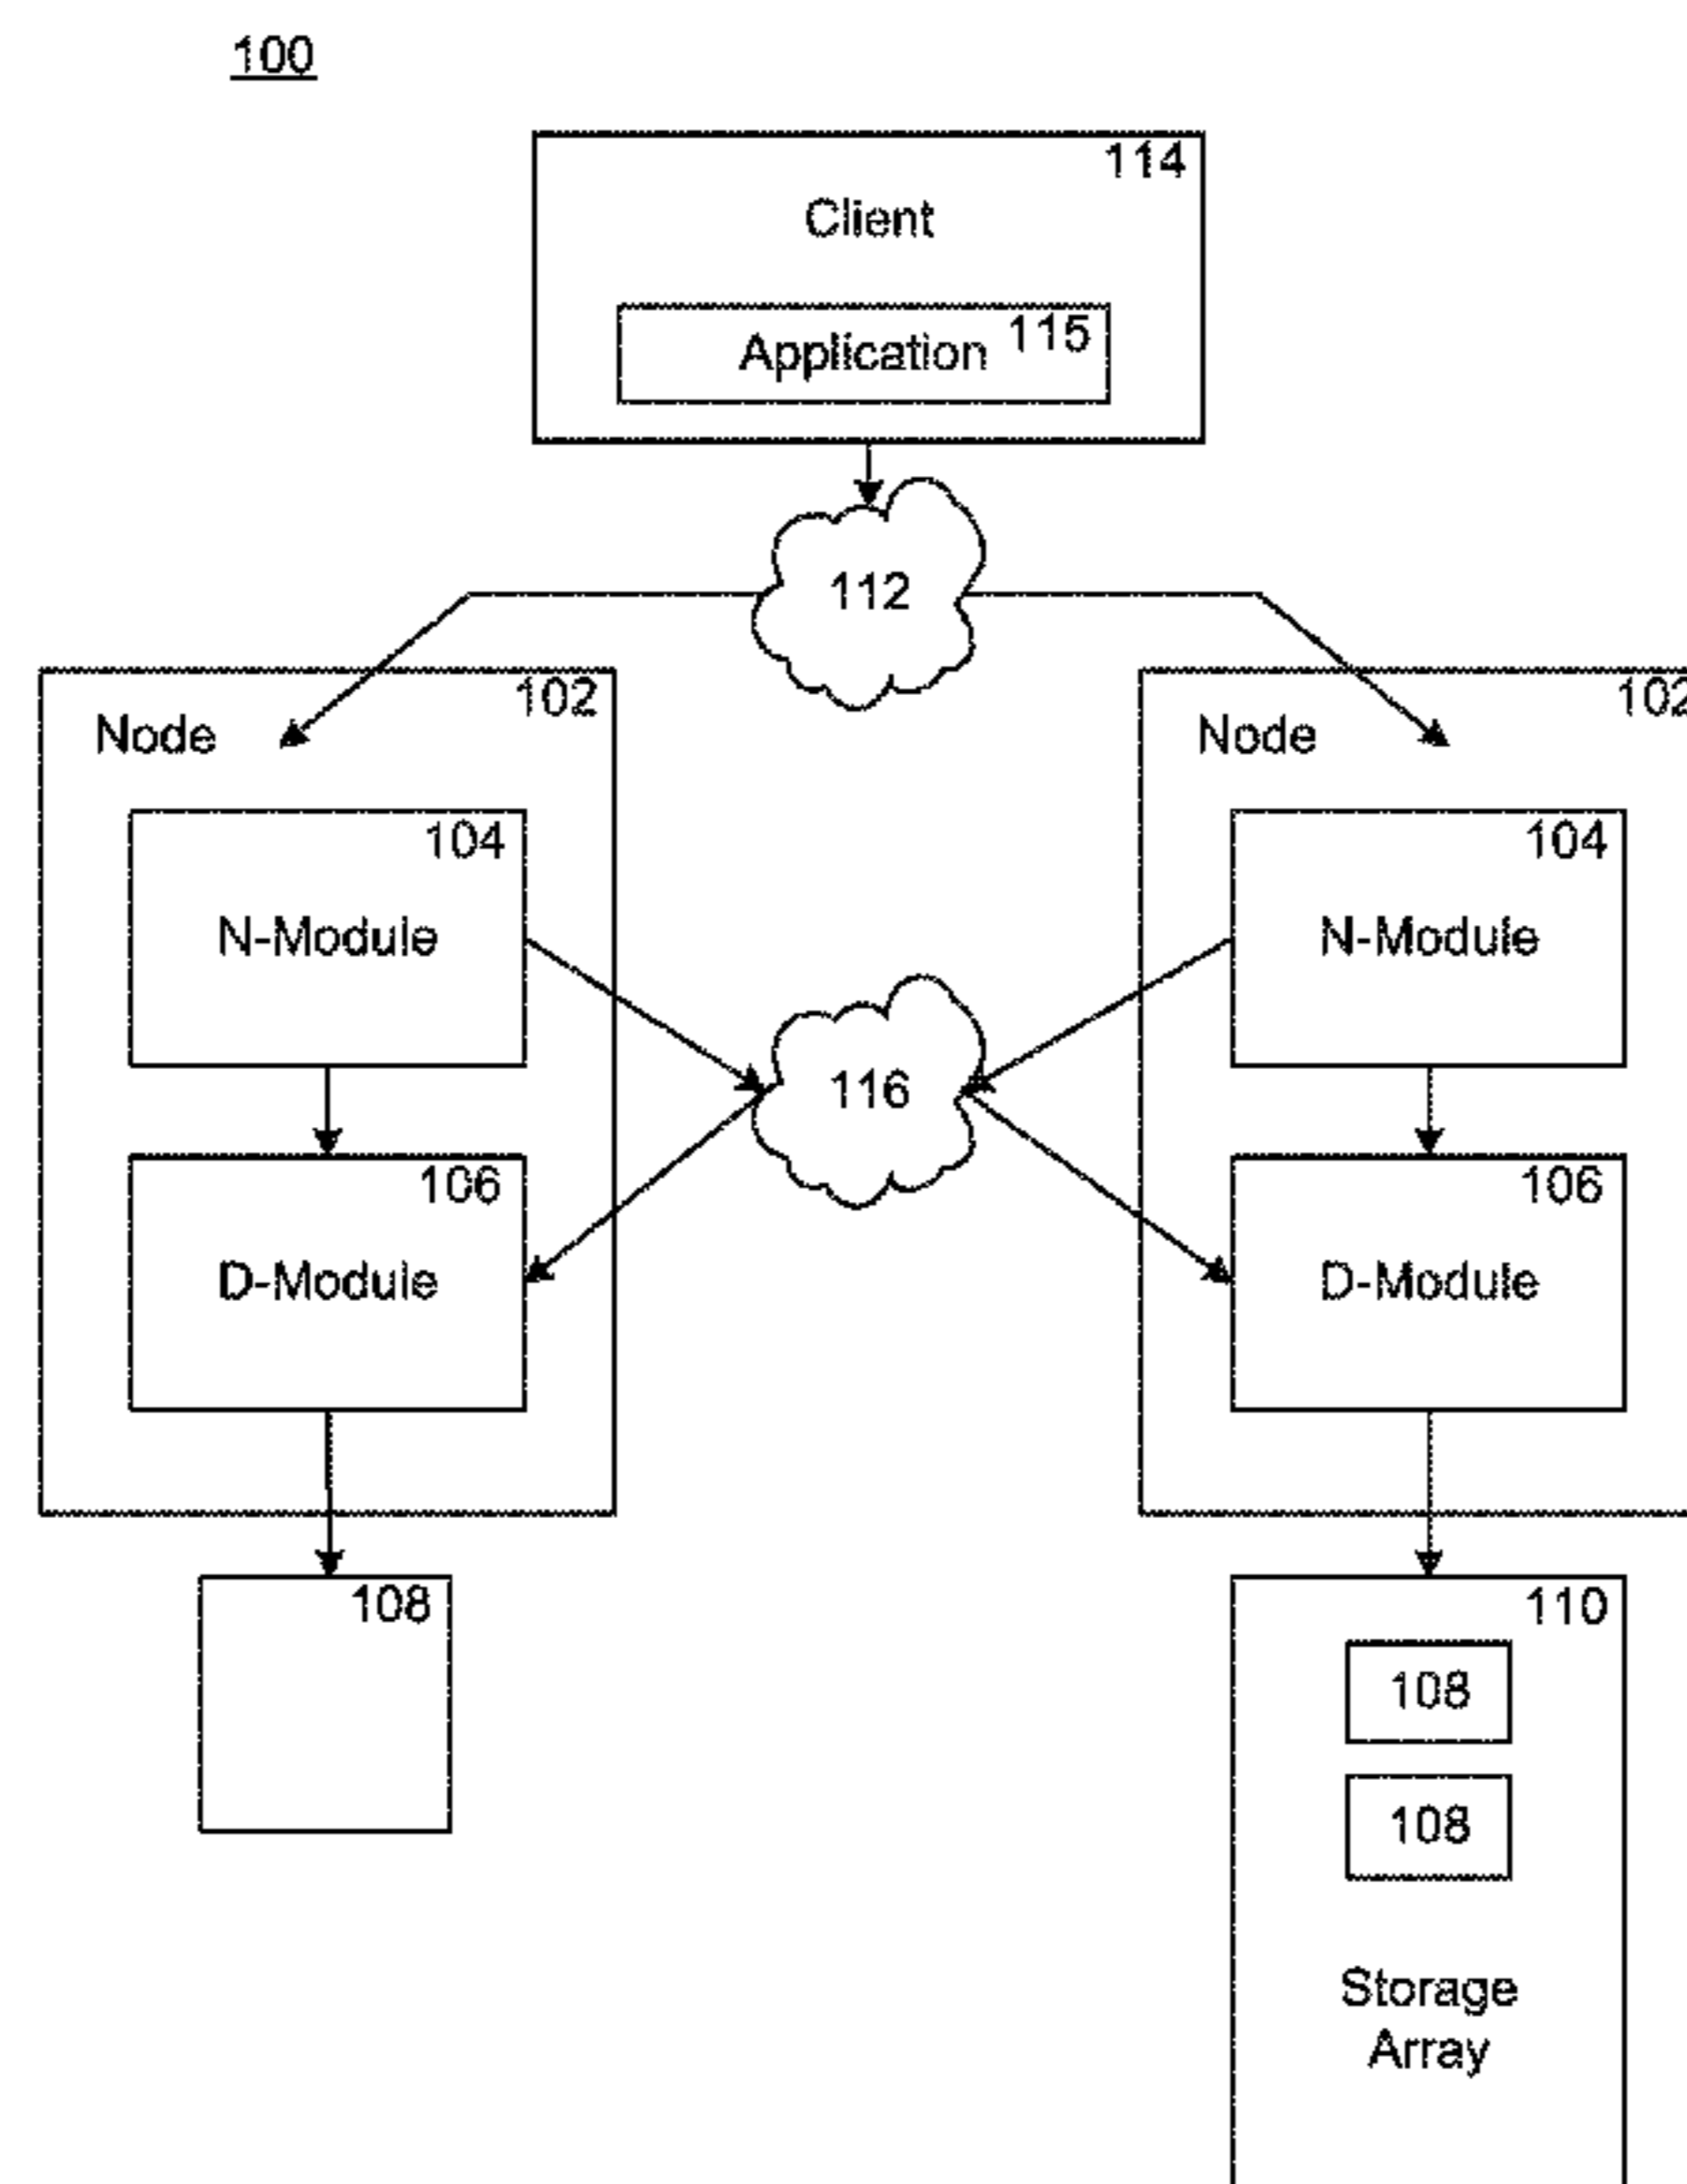 100
114
Client
Application 115
112
102
Node
102
Node
104
N-Module
104
N-Module
116
106
D-Module
106
D-Module
108
110
108
108
Storage
Array